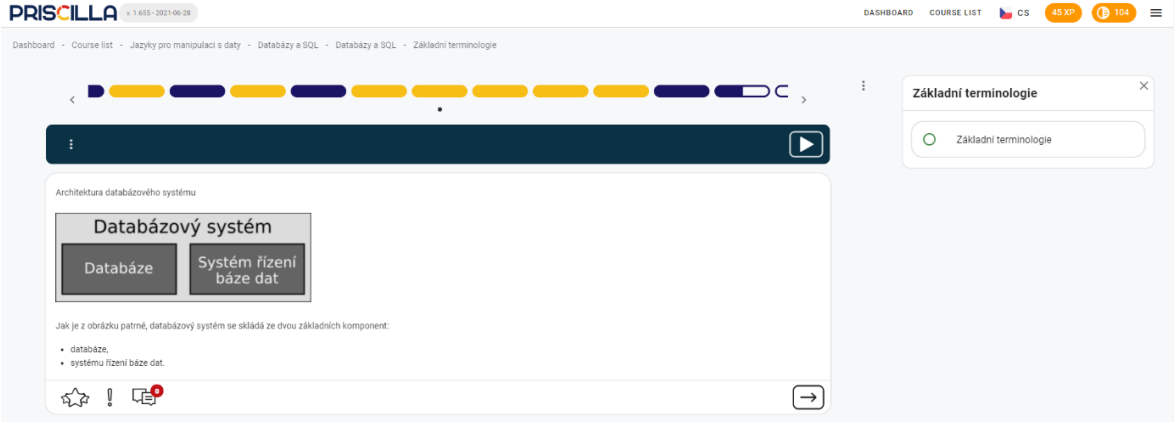 PRISCILLA
v. 1.655 - 2021-06-28
DASHBOARD COURSE LIST CS 45 XP 104
Dashboard - Course list - Jazyky pro manipulaci s daty - Databázy a SQL - Databázy a SQL - Základní terminologie
Základní terminologie
Základní terminologie
Architektura databázového systému
Databázový systém
Databáze
Systém řízení
báze dat
Jak je z obrázku patrné, databázový systém se skládá ze dvou základních komponent:
• databáze,
• systému řízení báze dat.
0